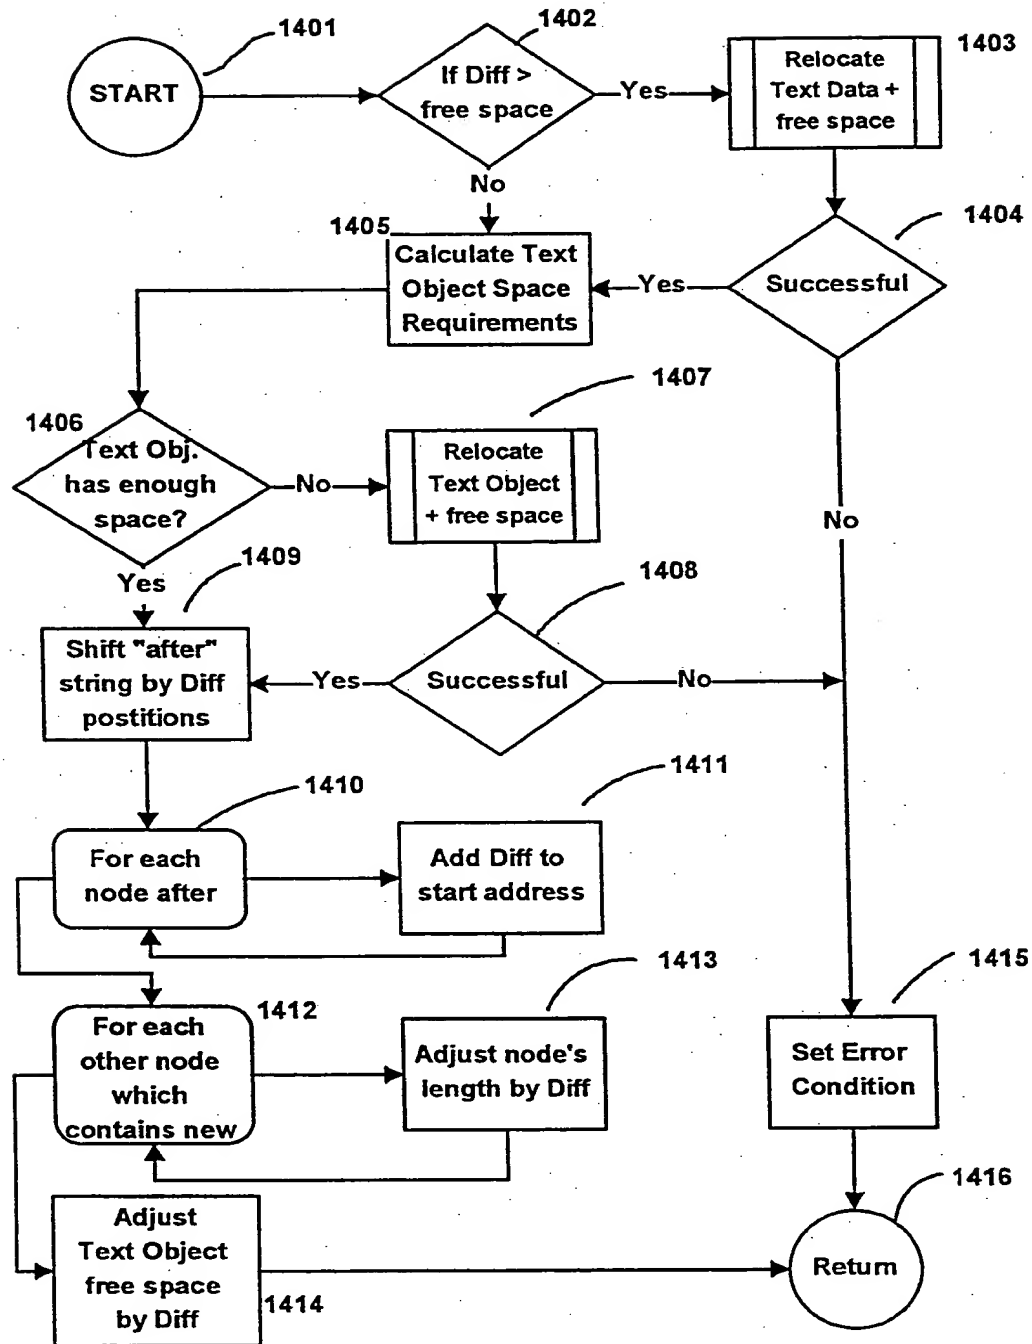 1401
START
1402
If Diff >
free space
Yes
1403
Relocate
Text Data +
free space
No
1404
Successful
Yes
1405
Calculate Text
Object Space
Requirements
1406
Text Obj.
has enough
space?
No
1407
Relocate
Text Object
+ free space
No
Yes
1409
Shift "after"
string by Diff
postitions
1408
Successful
Yes
No
1410
For each
node after
1411
Add Diff to
start address
1412
For each
other node
which
contains new
1413
Adjust node's
length by Diff
1415
Set Error
Condition
1414
Adjust
Text Object
free space
by Diff
1416
Return